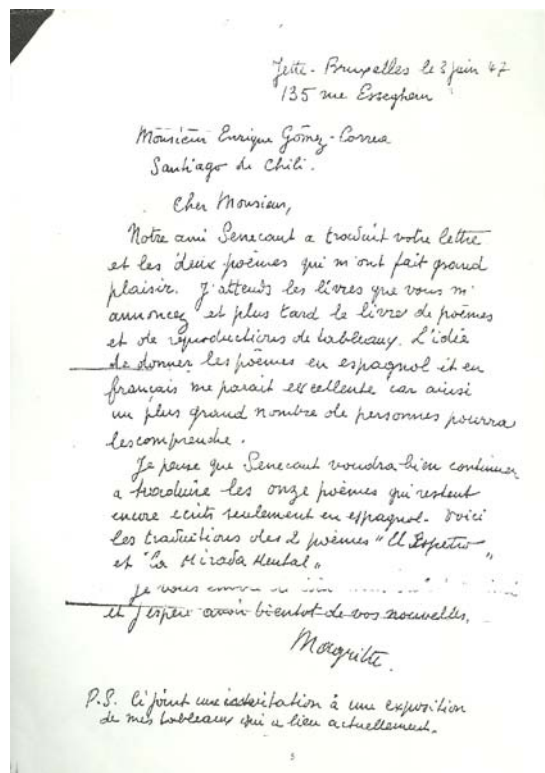 Jette - Bruxelles le 3 juin 47
135 rue Esseghem
Monsieur Enrique Gómez-Correa
Santiago de Chili.
Cher Monsieur,
Notre ami Senecaut a traduit votre lettre
et les deux poèmes qui m'ont fait grand
plaisir. J'attends les livres que vous m'
annoncez et plus tard le livre de poèmes
et de reproductions de tableaux. L'idée
de donner les poèmes en espagnol et en
français me parait excellente car ainsi
un plus grand nombre de personnes pourra
les comprendre.
Je pense que Senecaut voudra bien continuer
a traduire les onze poèmes qui restent
encore ecrits seulement en espagnol. Voici
les traductions des 2 poèmes "El Espectro"
et "La Mirada Mental"
Je vous
et j'espère avoir bientot de vos nouvelles.
Magritte.
P.S. Ci joint une invitation à une exposition
de mes tableaux qui a lieu actuellement.
5